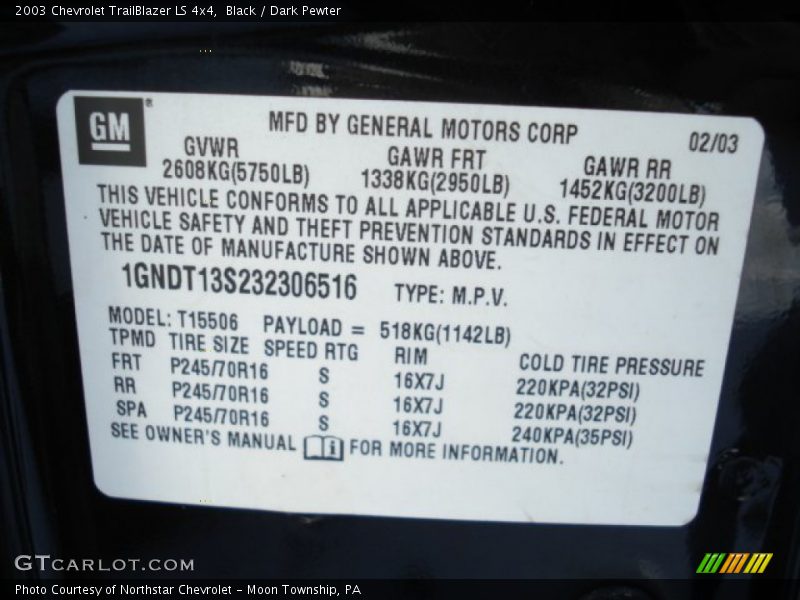 2003 Chevrolet TrailBlazer LS 4x4, Black / Dark Pewter
GM®
MFD BY GENERAL MOTORS CORP 02/03
GVWR GAWR FRT GAWR RR
2608KG(5750LB) 1338KG(2950LB) 1452KG(3200LB)
THIS VEHICLE CONFORMS TO ALL APPLICABLE U.S. FEDERAL MOTOR
VEHICLE SAFETY AND THEFT PREVENTION STANDARDS IN EFFECT ON
THE DATE OF MANUFACTURE SHOWN ABOVE.
1GNDT13S232306516 TYPE: M.P.V.
MODEL: T15506 PAYLOAD = 518KG(1142LB)
TPMD TIRE SIZE SPEED RTG RIM COLD TIRE PRESSURE
FRT P245/70R16 S 16X7J 220KPA(32PSI)
RR P245/70R16 S 16X7J 220KPA(32PSI)
SPA P245/70R16 S 16X7J 240KPA(35PSI)
SEE OWNER'S MANUAL i FOR MORE INFORMATION.
GTCARLOT.COM
Photo Courtesy of Northstar Chevrolet - Moon Township, PA